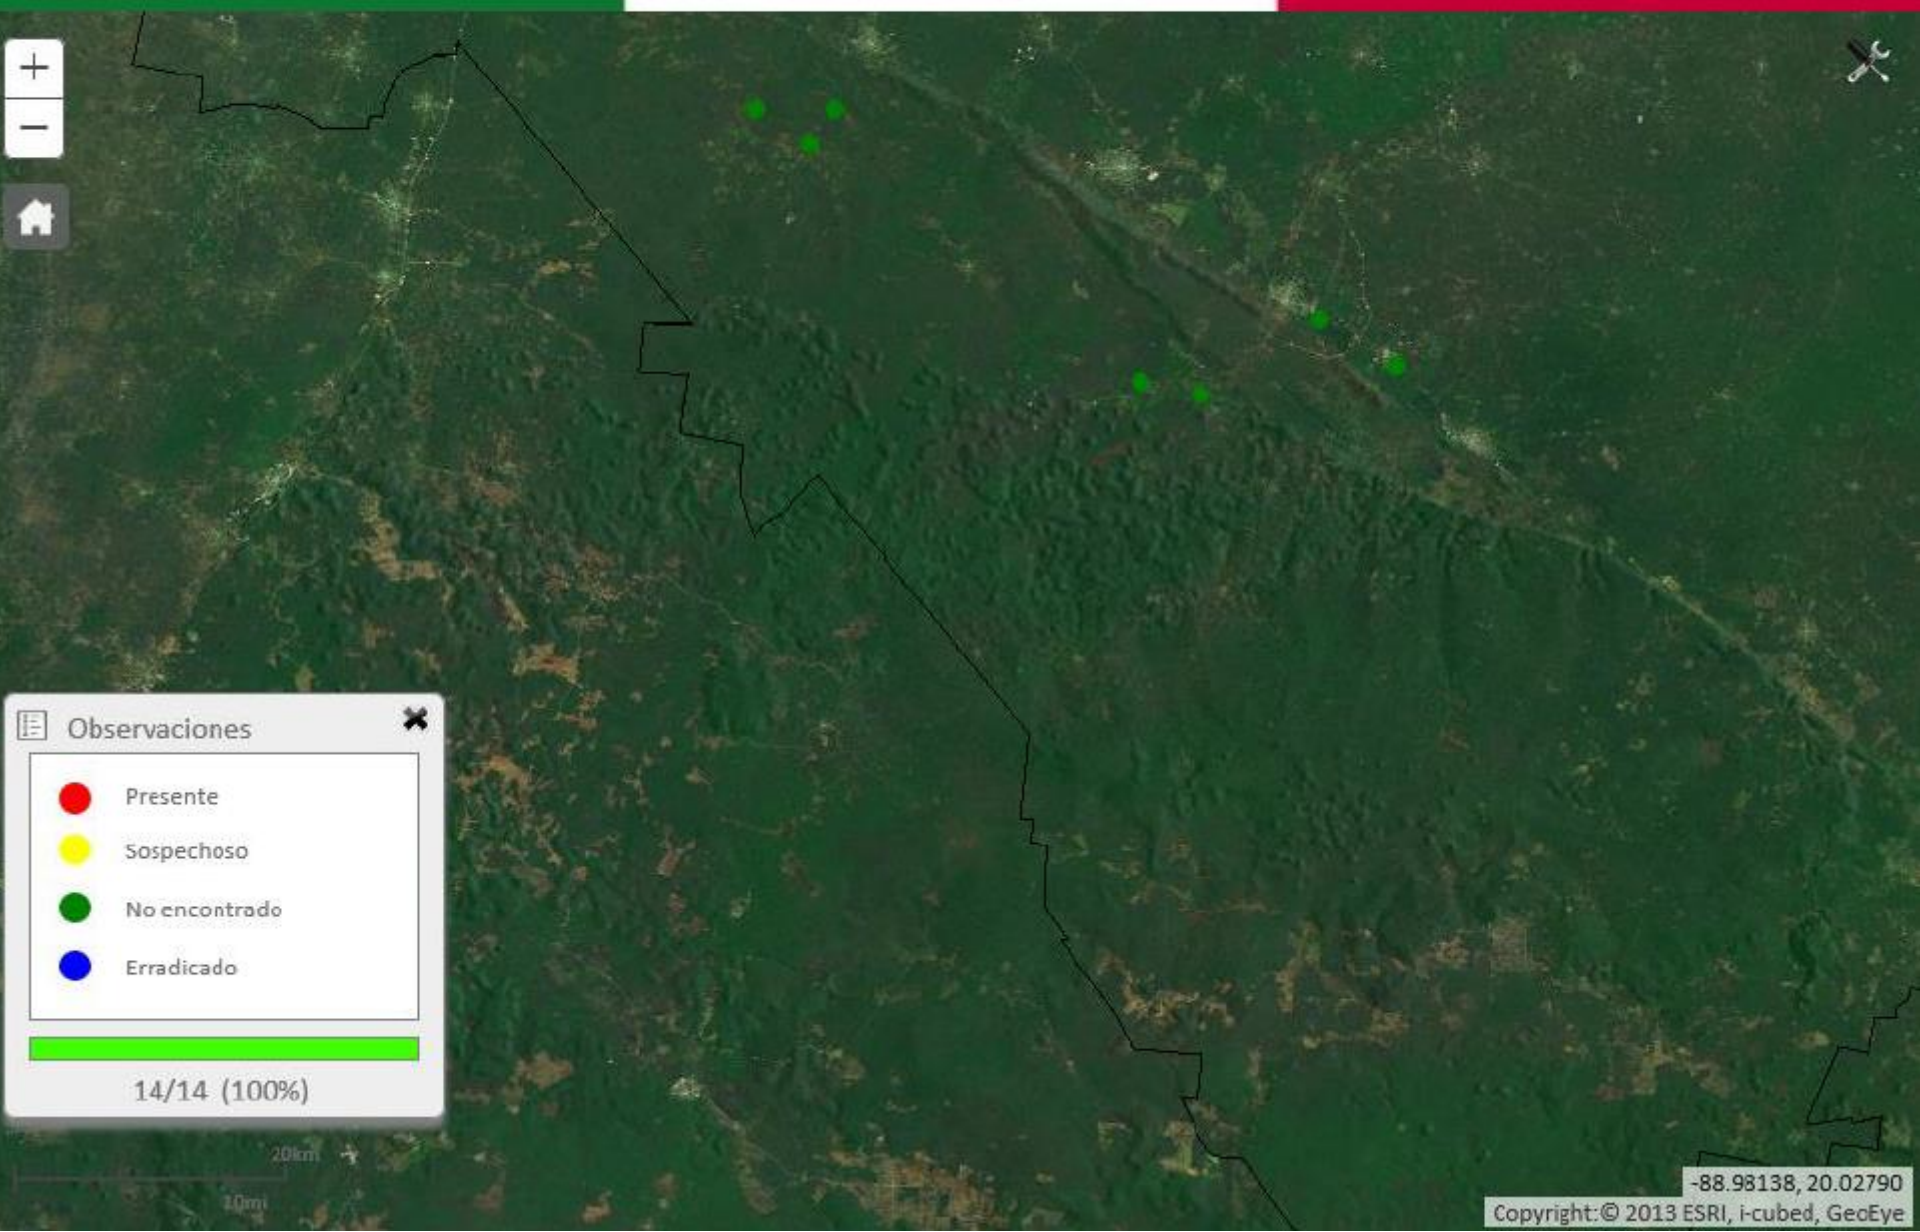 +
−
Observaciones
Presente
Sospechoso
No encontrado
Erradicado
14/14 (100%)
20km
10mi
-88.98138, 20.02790
Copyright:© 2013 ESRI, i-cubed, GeoEye